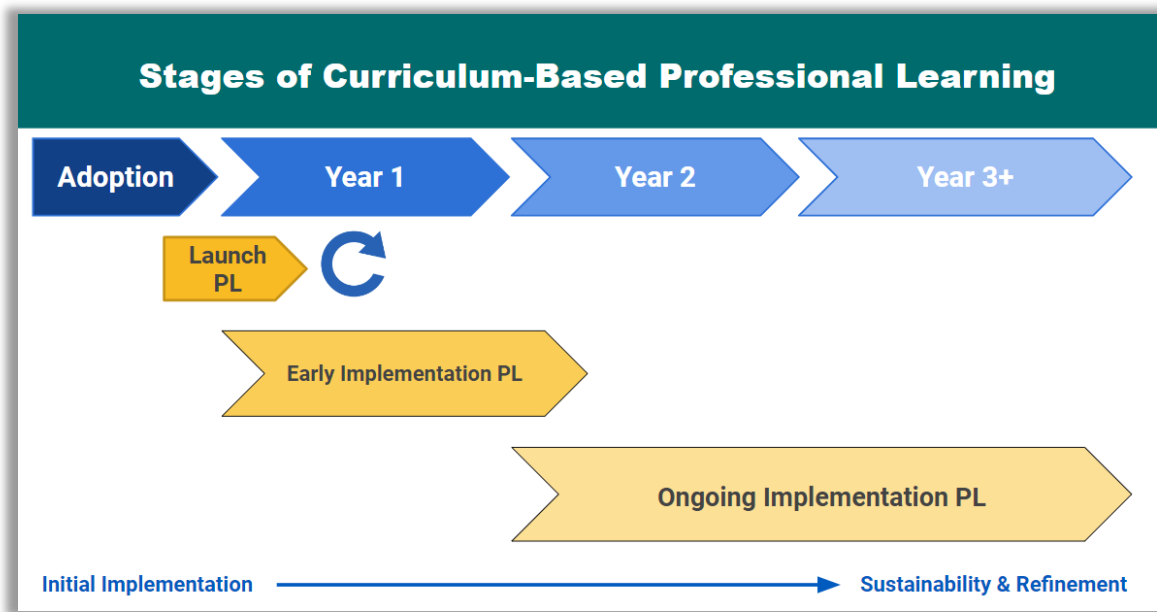 Stages of Curriculum-Based Professional Learning
Adoption
Year 1
Year 2
Year 3+
Launch
PL
Early Implementation PL
Ongoing Implementation PL
Initial Implementation
Sustainability & Refinement